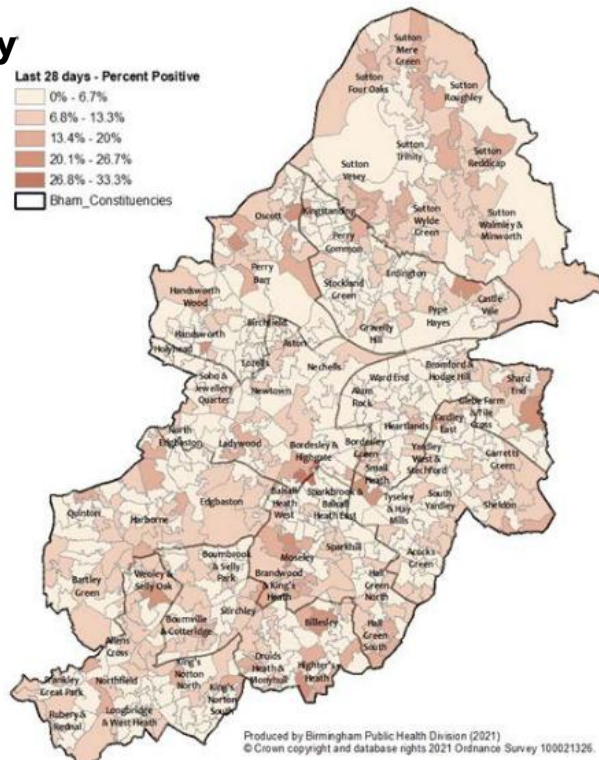 y
Last 28 days - Percent Positive
0% - 6.7%
6.8% - 13.3%
13.4% - 20%
20.1% - 26.7%
26.8% - 33.3%
Bham_Constituencies
Sutton
Mere
Green
Sutton
Four Oaks
Sutton
Roughley
Sutton
Trinity
Sutton
Reddicap
Sutton
Vesey
Sutton
Wylde
Green
Sutton
Walmley &
Minworth
Oscott
Kingstanding
Perry
Common
Erdington
Perry
Barr
Stockland
Green
Castle
Vale
Pype
Hayes
Gravelly
Hill
Handsworth
Wood
Handsworth
Birchfield
Aston
Holyhead
Lozells
Nechells
Soho &
Jewellery
Quarter
Newtown
Ward End
Bromford &
Hodge Hill
Alum
Rock
Shard
End
Glebe Farm
& Tile
Cross
Heartlands
Yardley
East
North
Edgbaston
Ladywood
Bordesley &
Highgate
Bordesley
Green
Yardley
West &
Stechford
Garretts
Green
Small
Heath
Edgbaston
Balsall
Heath
West
Sparkbrook &
Balsall
Heath East
Tyseley
& Hay
Mills
South
Yardley
Sheldon
Quinton
Harborne
Bournbrook
& Selly
Park
Moseley
Sparkhill
Acocks
Green
Bartley
Green
Weoley &
Selly Oak
Brandwood
& King's
Heath
Hall
Green
North
Stirchley
Bournville
& Cotteridge
Billesley
Hall
Green
South
Allens
Cross
Druids
Heath &
Monyhull
Highter's
Heath
King's
Norton
North
King's
Norton
South
Frankley
Great Park
Northfield
Rubery &
Rednal
Longbridge
& West Heath
Produced by Birmingham Public Health Division (2021)
© Crown copyright and database rights 2021 Ordnance Survey 100021326.